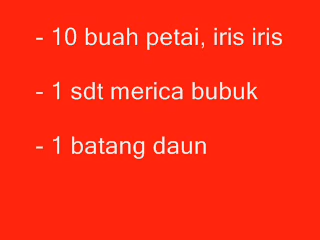 - 10 buah petai, iris iris
- 1 sdt merica bubuk
- 1 batang daun